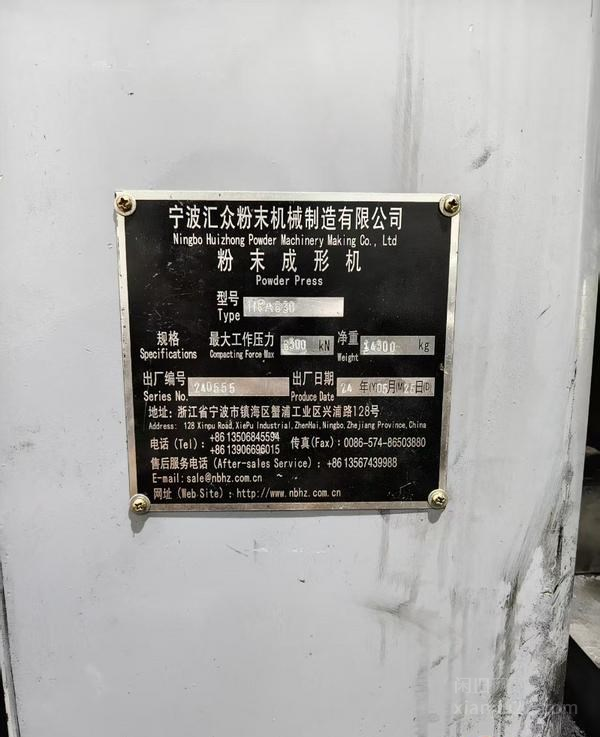 宁波汇众粉末机械制造有限公司
Ningbo Huizhong Powder Machinery Making Co., Ltd
粉末成形机
Powder Press
型号
Type
规格 最大工作压力 300 kN 净重 14300 kg
Specifications Compacting Force Max Weight
出厂编号 240555 出厂日期 24 年(Y) 05 月(M) 25 日(D)
Series No. Produce Date
地址: 浙江省宁波市镇海区蟹浦工业区兴浦路128号
Address: 128 Xinpu Road, XiePu Industrial, ZhenHai, Ningbo, Zhejiang Province, China.
电话 (Tel): +86 13506845594 传真(Fax): 0086-574-86503880
+86 13906696015
售后服务电话 (After-sales Service): +86 13567439988
E-mail: sale@nbhz.com.cn
网址 (Web Site): http://www.nbhz.com.cn